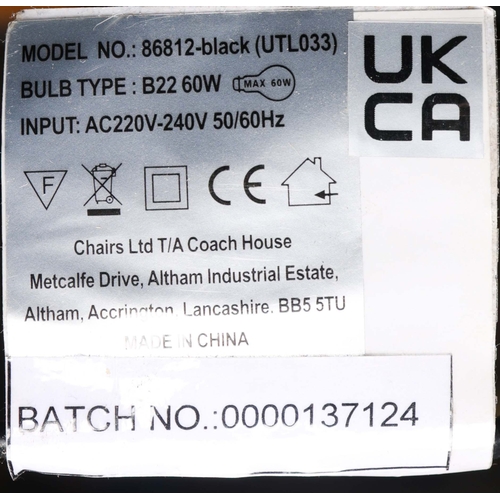 MODEL NO.: 86812-black (UTL033)
BULB TYPE : B22 60W MAX 60W
INPUT: AC220V-240V 50/60Hz
UK
CA
F
CE
Chairs Ltd T/A Coach House
Metcalfe Drive, Altham Industrial Estate,
Altham, Accrington, Lancashire. BB5 5TU
MADE IN CHINA
BATCH NO.:0000137124